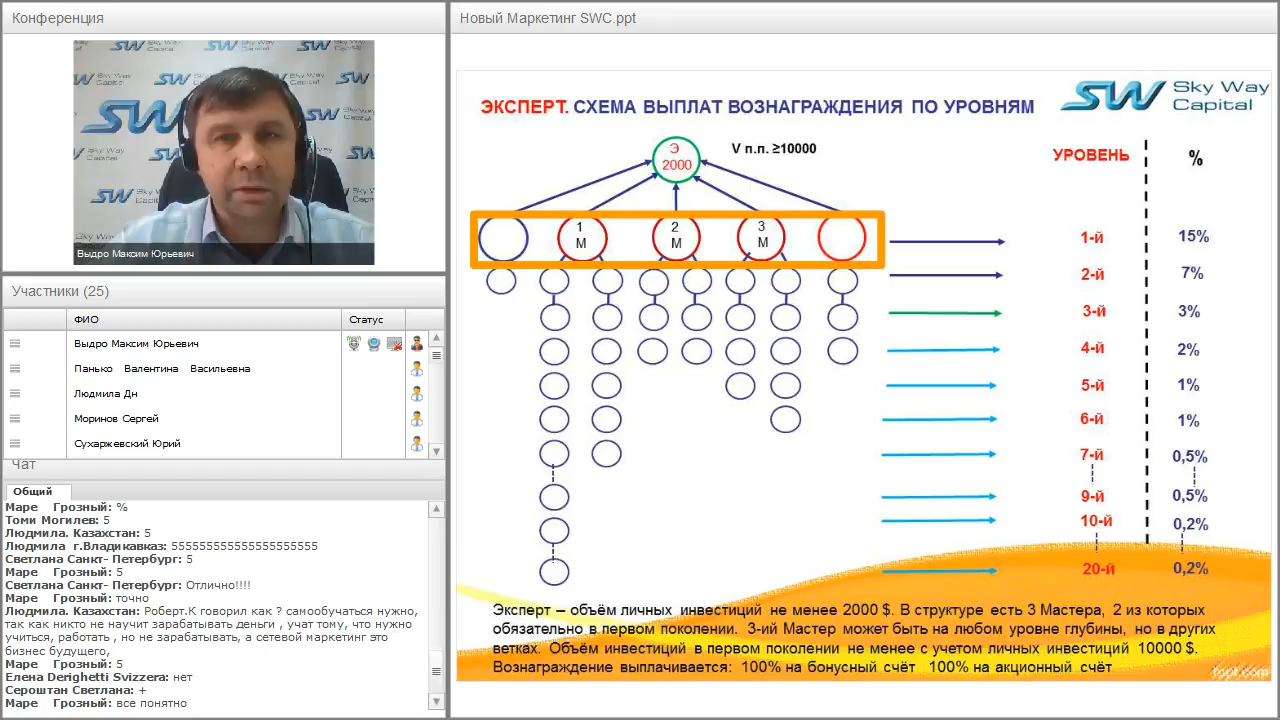 Конференция
SW
Sky Way
Capital
Выдро Максим Юрьевич
Участники (25)
ФИО
Статус
Выдро Максим Юрьевич
Панько Валентина Васильевна
Людмила Дн
Моринов Сергей
Сухаржевский Юрий
Чат
Общий
Маре Грозный: %
Томи Могилев: 5
Людмила. Казахстан: 5
Людмила г.Владикавказ: 555555555555555555555
Светлана Санкт- Петербург: 5
Маре Грозный: 5
Светлана Санкт- Петербург: Отлично!!!!
Маре Грозный: точно
Людмила. Казахстан: Роберт.К говорил как ? самообучаться нужно,
так как никто не научит зарабатывать деньги , учат тому, что нужно
учиться, работать , но не зарабатывать, а сетевой маркетинг это
бизнес будущего,
Маре Грозный: 5
Елена Derighetti Svizzera: нет
Сероштан Светлана: +
Маре Грозный: все понятно
Новый Маркетинг SWC.ppt
ЭКСПЕРТ. СХЕМА ВЫПЛАТ ВОЗНАГРАЖДЕНИЯ ПО УРОВНЯМ
SW Sky Way
Capital
Э
2000
V п.п. ≥10000
УРОВЕНЬ %
1 М
2 М
3 М
1-й 15%
2-й 7%
3-й 3%
4-й 2%
5-й 1%
6-й 1%
7-й 0,5%
9-й 0,5%
10-й 0,2%
20-й 0,2%
Эксперт – объём личных инвестиций не менее 2000 $. В структуре есть 3 Мастера, 2 из которых
обязательно в первом поколении. 3-ий Мастер может быть на любом уровне глубины, но в других
ветках. Объём инвестиций в первом поколении не менее с учетом личных инвестиций 10000 $.
Вознаграждение выплачивается: 100% на бонусный счёт 100% на акционный счёт